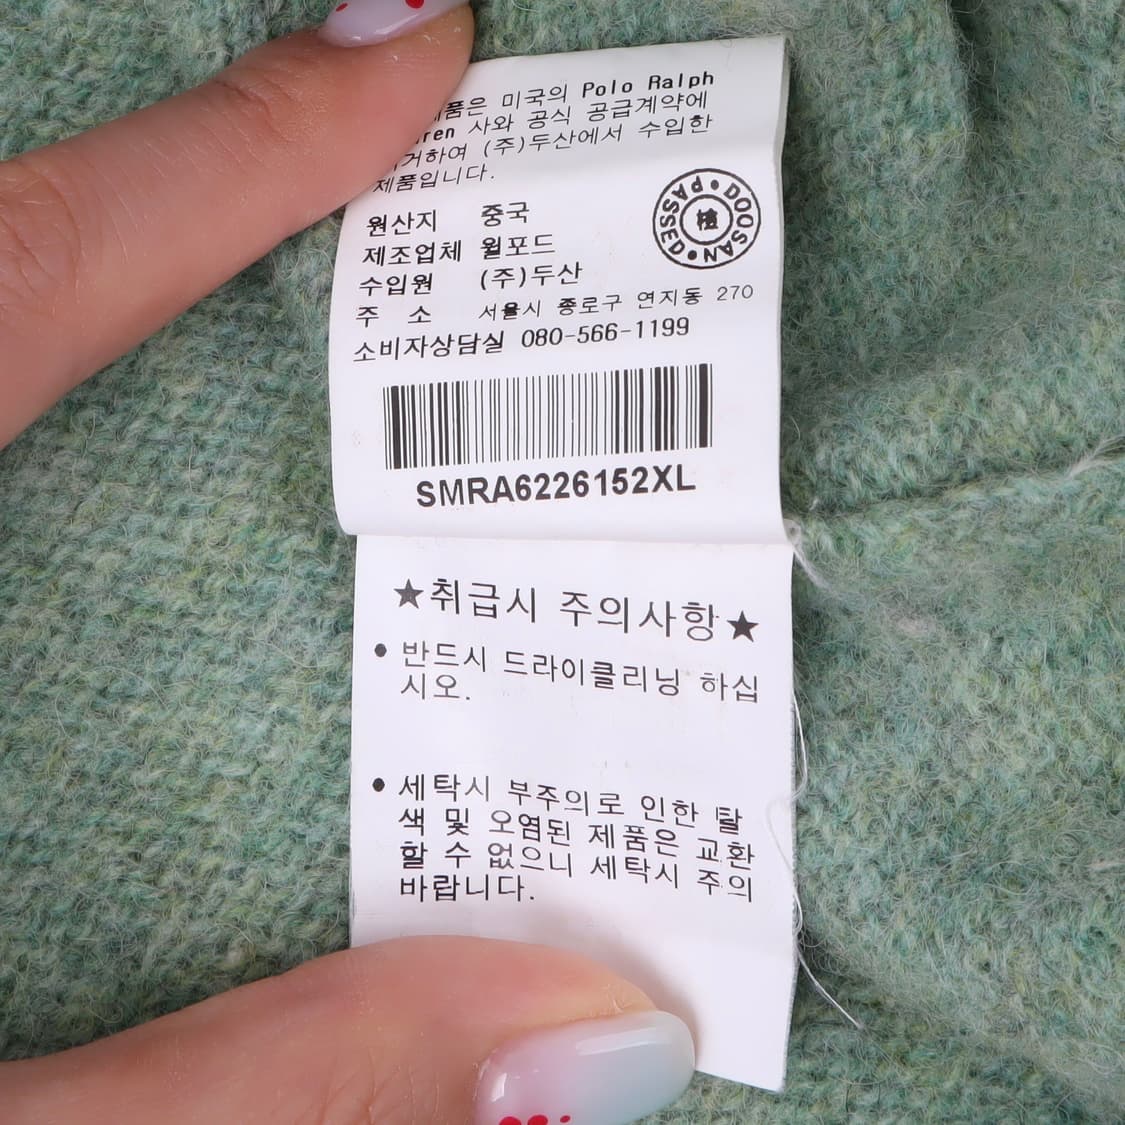 제품은 미국의 Polo Ralph
사와 공식 공급계약에
하여 (주)두산에서 수입한
제품입니다.
원산지 중국
제조업체 월포드
수입원 (주)두산
주 소 서울시 종로구 연지동 270
소비자상담실 080-566-1199
PASSED • DOOSAN •
檢
SMRA6226152XL
★취급시 주의사항★
• 반드시 드라이클리닝 하십
시오.
• 세탁시 부주의로 인한 탈
색 및 오염된 제품은 교환
할 수 없으니 세탁시 주의
바랍니다.